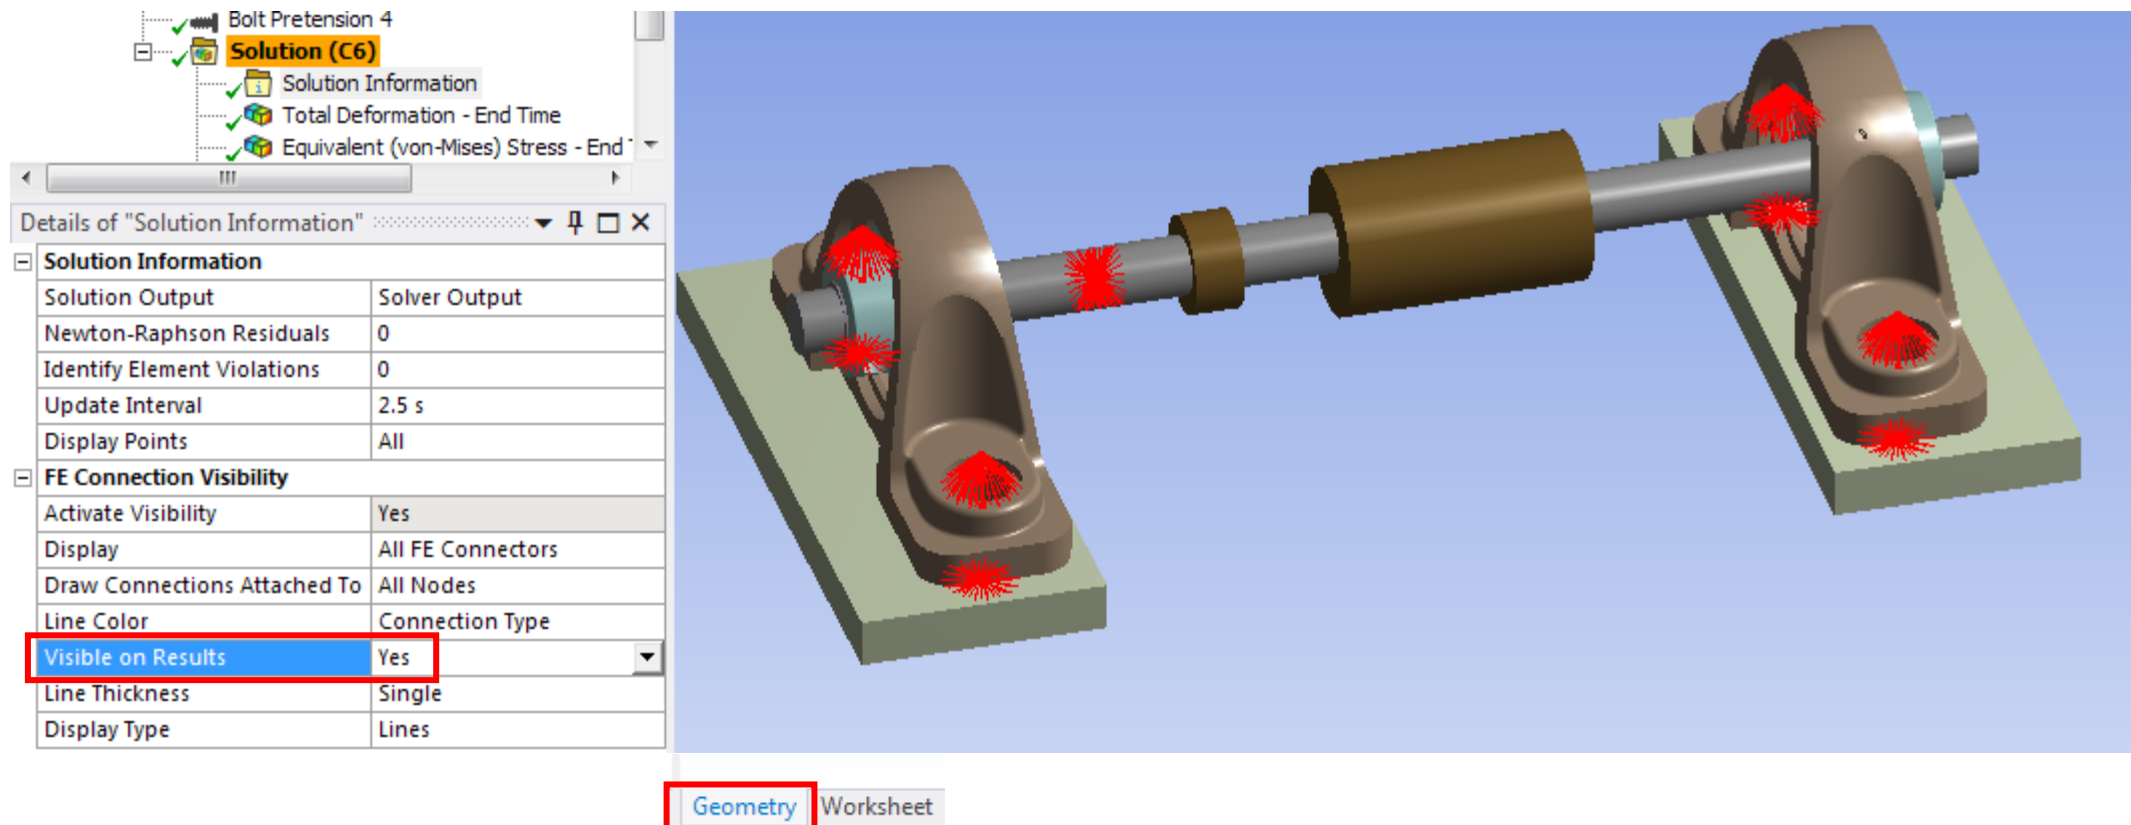 Bolt Pretension 4
Solution (C6)
Solution Information
Total Deformation - End Time
Equivalent (von-Mises) Stress - End
Details of "Solution Information"
Solution Information
Solution Output Solver Output
Newton-Raphson Residuals 0
Identify Element Violations 0
Update Interval 2.5 s
Display Points All
FE Connection Visibility
Activate Visibility Yes
Display All FE Connectors
Draw Connections Attached To All Nodes
Line Color Connection Type
Visible on Results Yes
Line Thickness Single
Display Type Lines
Geometry Worksheet